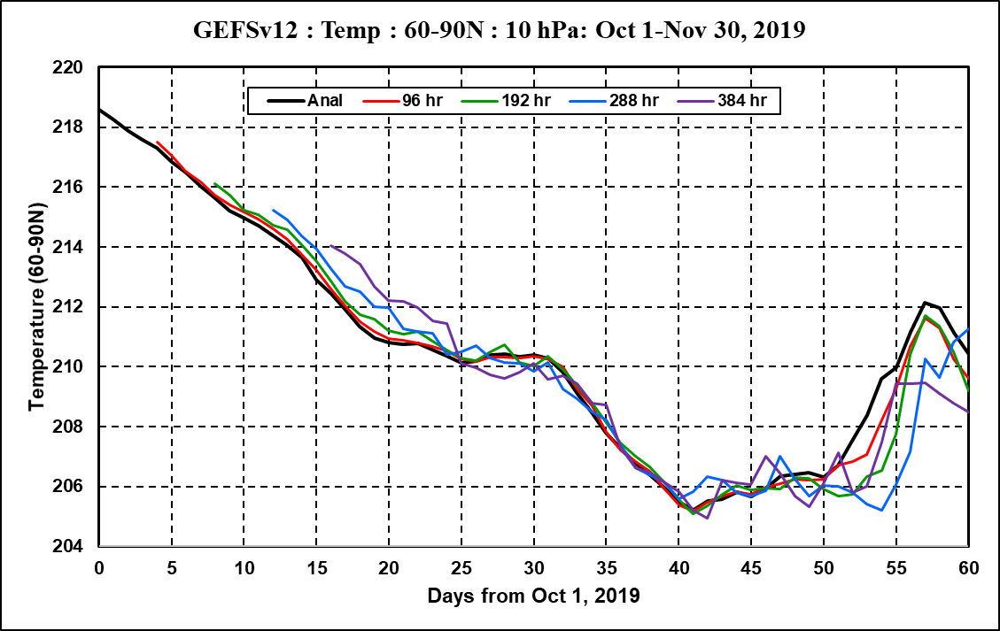 GEFSv12 : Temp : 60-90N : 10 hPa: Oct 1-Nov 30, 2019
Temperature (60-90N)
220
218
216
214
212
210
208
206
204
Anal 96 hr 192 hr 288 hr 384 hr
0 5 10 15 20 25 30 35 40 45 50 55 60
Days from Oct 1, 2019